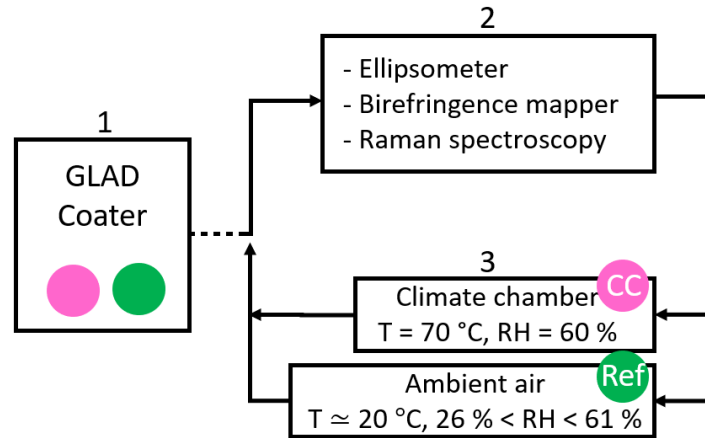 1
GLAD
Coater
2
- Ellipsometer
- Birefringence mapper
- Raman spectroscopy
3
CC
Climate chamber
T = 70 °C, RH = 60 %
Ref
Ambient air
T ≃ 20 °C, 26 % < RH < 61 %